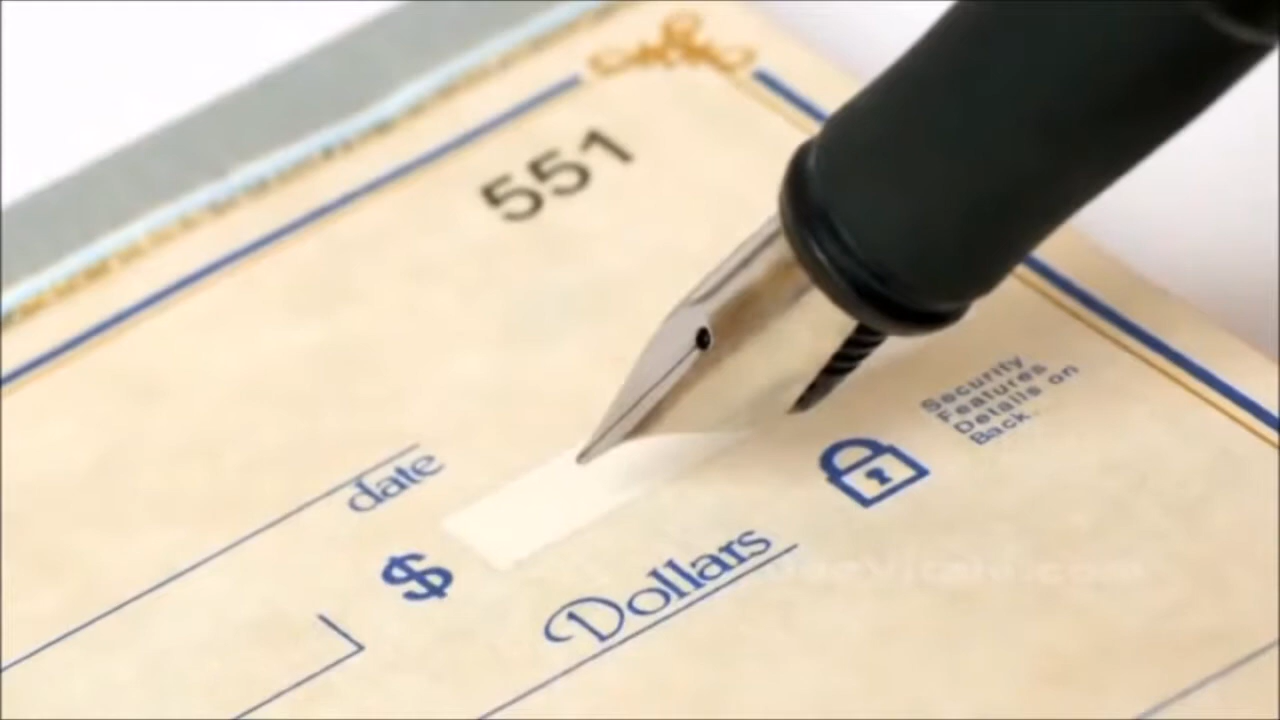 551
date
$
Dollars
Security
Features
Details on
Back.